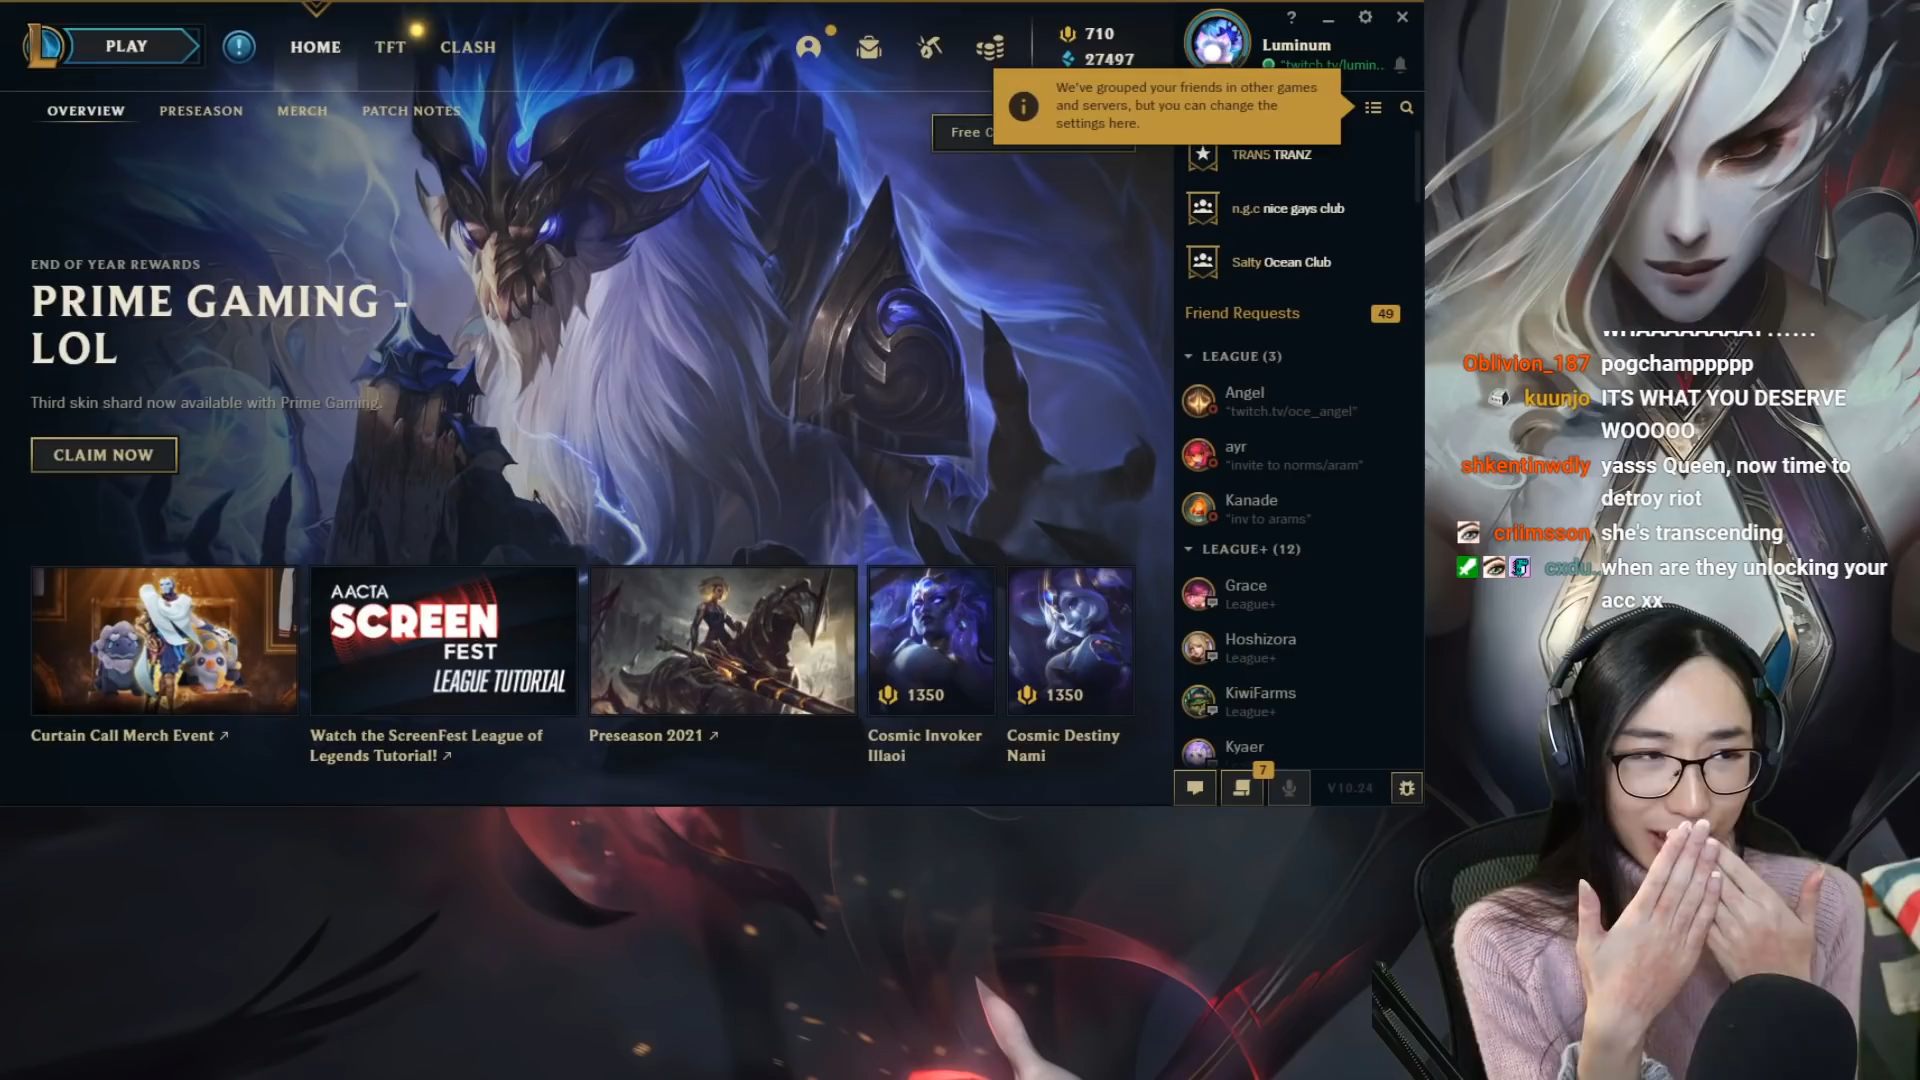 PLAY
HOME
TFT
CLASH
710
27497
Luminum
"twitch.tv/lumin..
OVERVIEW
PRESEASON
MERCH
PATCH NOTES
Free C
We've grouped your friends in other games
and servers, but you can change the
settings here.
TRANS TRANZ
n.g.c nice gays club
Salty Ocean Club
Friend Requests
49
LEAGUE (3)
Angel
"twitch.tv/oce_angel"
ayr
"invite to norms/aram"
Kanade
"inv to arams"
LEAGUE+ (12)
Grace
League+
Hoshizora
League+
KiwiFarms
League+
Kyaer
7
V10.24
END OF YEAR REWARDS
PRIME GAMING -
LOL
Third skin shard now available with Prime Gaming.
CLAIM NOW
AACTA
SCREEN
FEST
LEAGUE TUTORIAL
1350
1350
Curtain Call Merch Event
Watch the ScreenFest League of
Legends Tutorial!
Preseason 2021
Cosmic Invoker
Illaoi
Cosmic Destiny
Nami
Oblivion_187 pogchamppppp
kuunjo ITS WHAT YOU DESERVE
WOOOOO
shkentinwdly yasss Queen, now time to
detroy riot
criimsson she's transcending
cxdu.. when are they unlocking your
acc xx